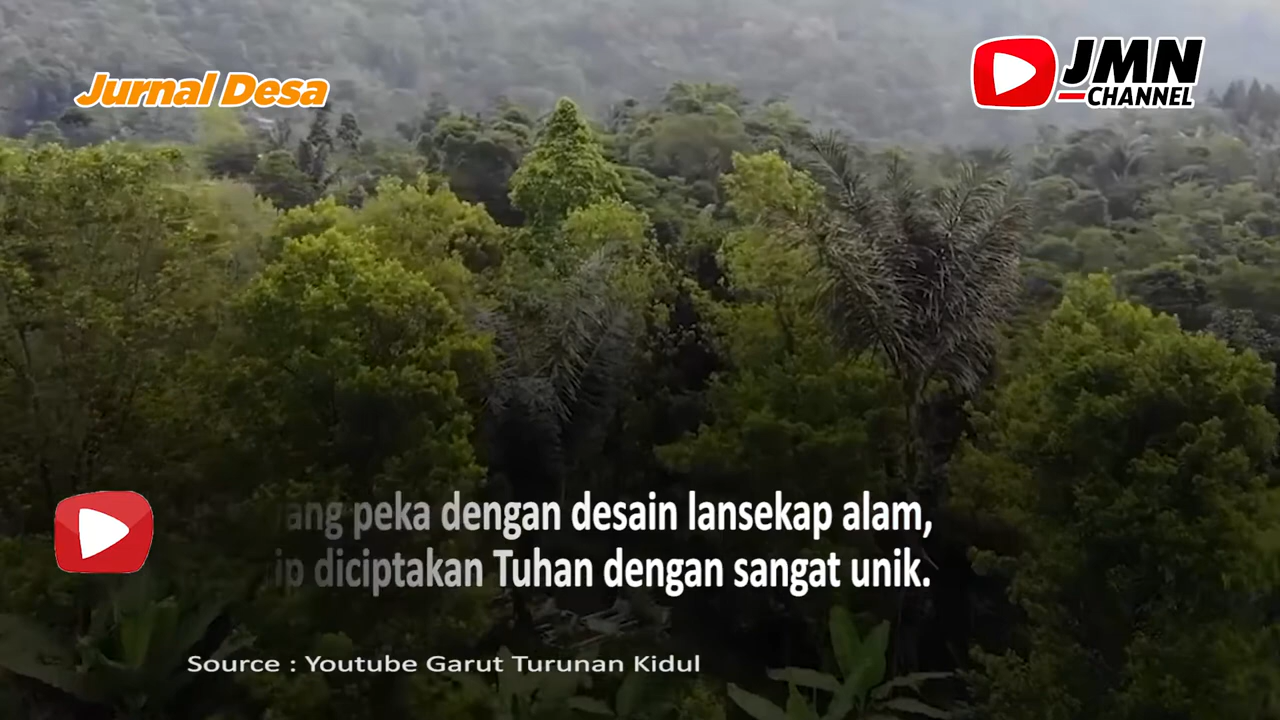 Jurnal Desa
JMN
CHANNEL
peka dengan desain lansekap alam,
diciptakan Tuhan dengan sangat unik.
Source : Youtube Garut Turunan Kidul